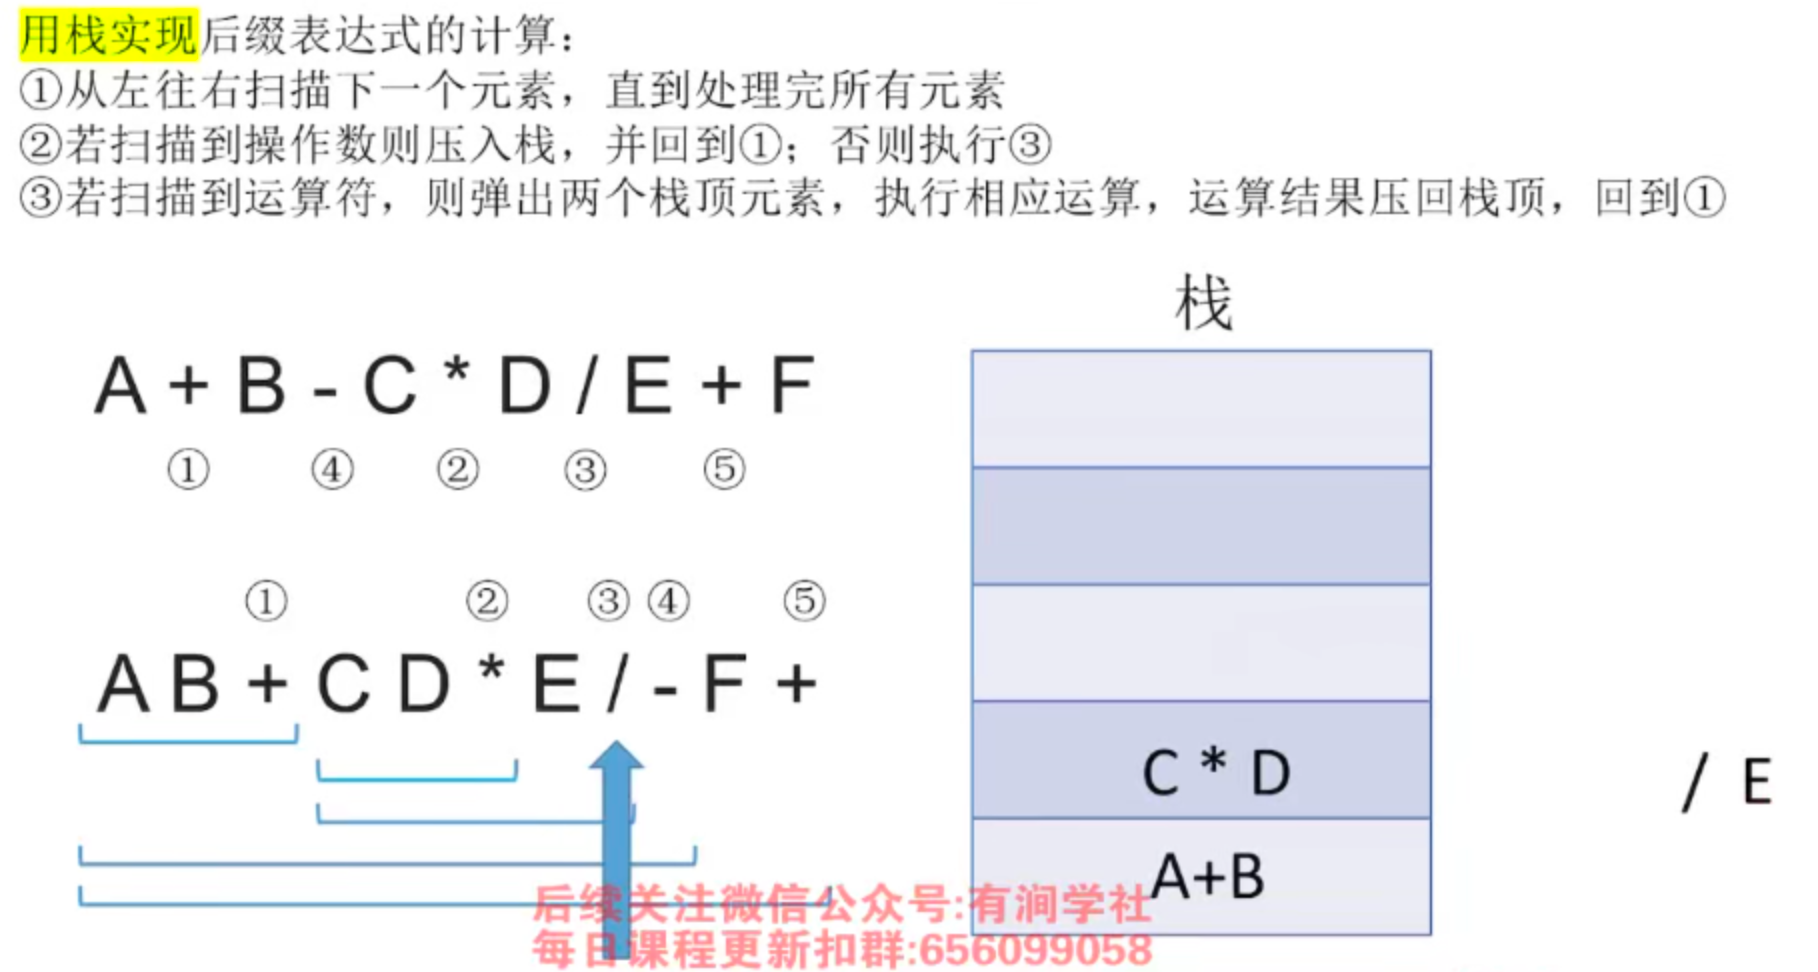 用栈实现后缀表达式的计算：
①从左往右扫描下一个元素，直到处理完所有元素
②若扫描到操作数则压入栈，并回到①；否则执行③
③若扫描到运算符，则弹出两个栈顶元素，执行相应运算，运算结果压回栈顶，回到①
栈
A + B - C * D / E + F
① ④ ② ③ ⑤
① ② ③ ④ ⑤
A B + C D * E / - F +
C * D
/ E
A+B
后续关注微信公众号:有涧学社
每日课程更新扣群:656099058